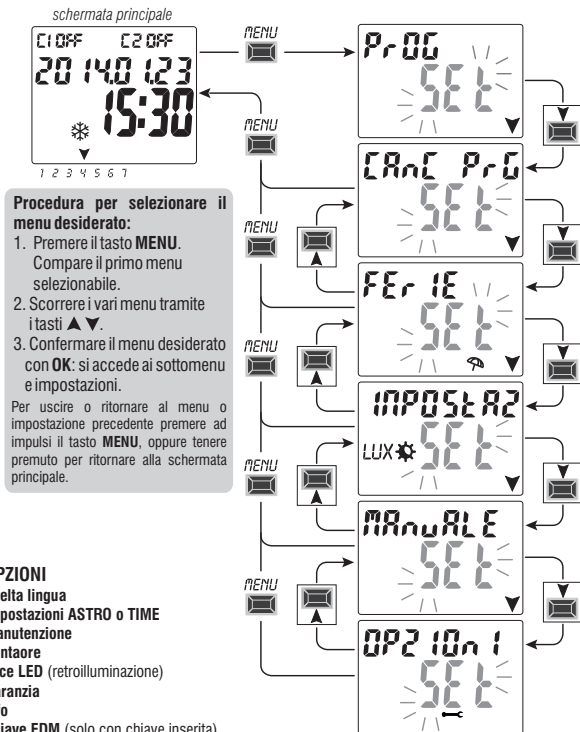 schermata principale
C1 OFF C2 OFF
2014.01.23
15:30
1 2 3 4 5 6 7
Procedura per selezionare il
menu desiderato:
1. Premere il tasto MENU.
Compare il primo menu
selezionabile.
2. Scorrere i vari menu tramite
i tasti ▲ ▼.
3. Confermare il menu desiderato
con OK: si accede ai sottomenu
e impostazioni.
Per uscire o ritornare al menu o
impostazione precedente premere ad
impulsi il tasto MENU, oppure tenere
premuto per ritornare alla schermata
principale.
MENU
ProG
SEt
MENU
CAnC PrG
SEt
MENU
FErIE
SEt
MENU
IMPOStAZ
LUX SEt
MENU
MAnuALE
SEt
MENU
OPZIOnI
SEt
PZIONI
elta lingua
postazioni ASTRO o TIME
anutenzione
ntaore
ce LED (retroilluminazione)
ranzia
o
iave EDM (solo con chiave inserita)